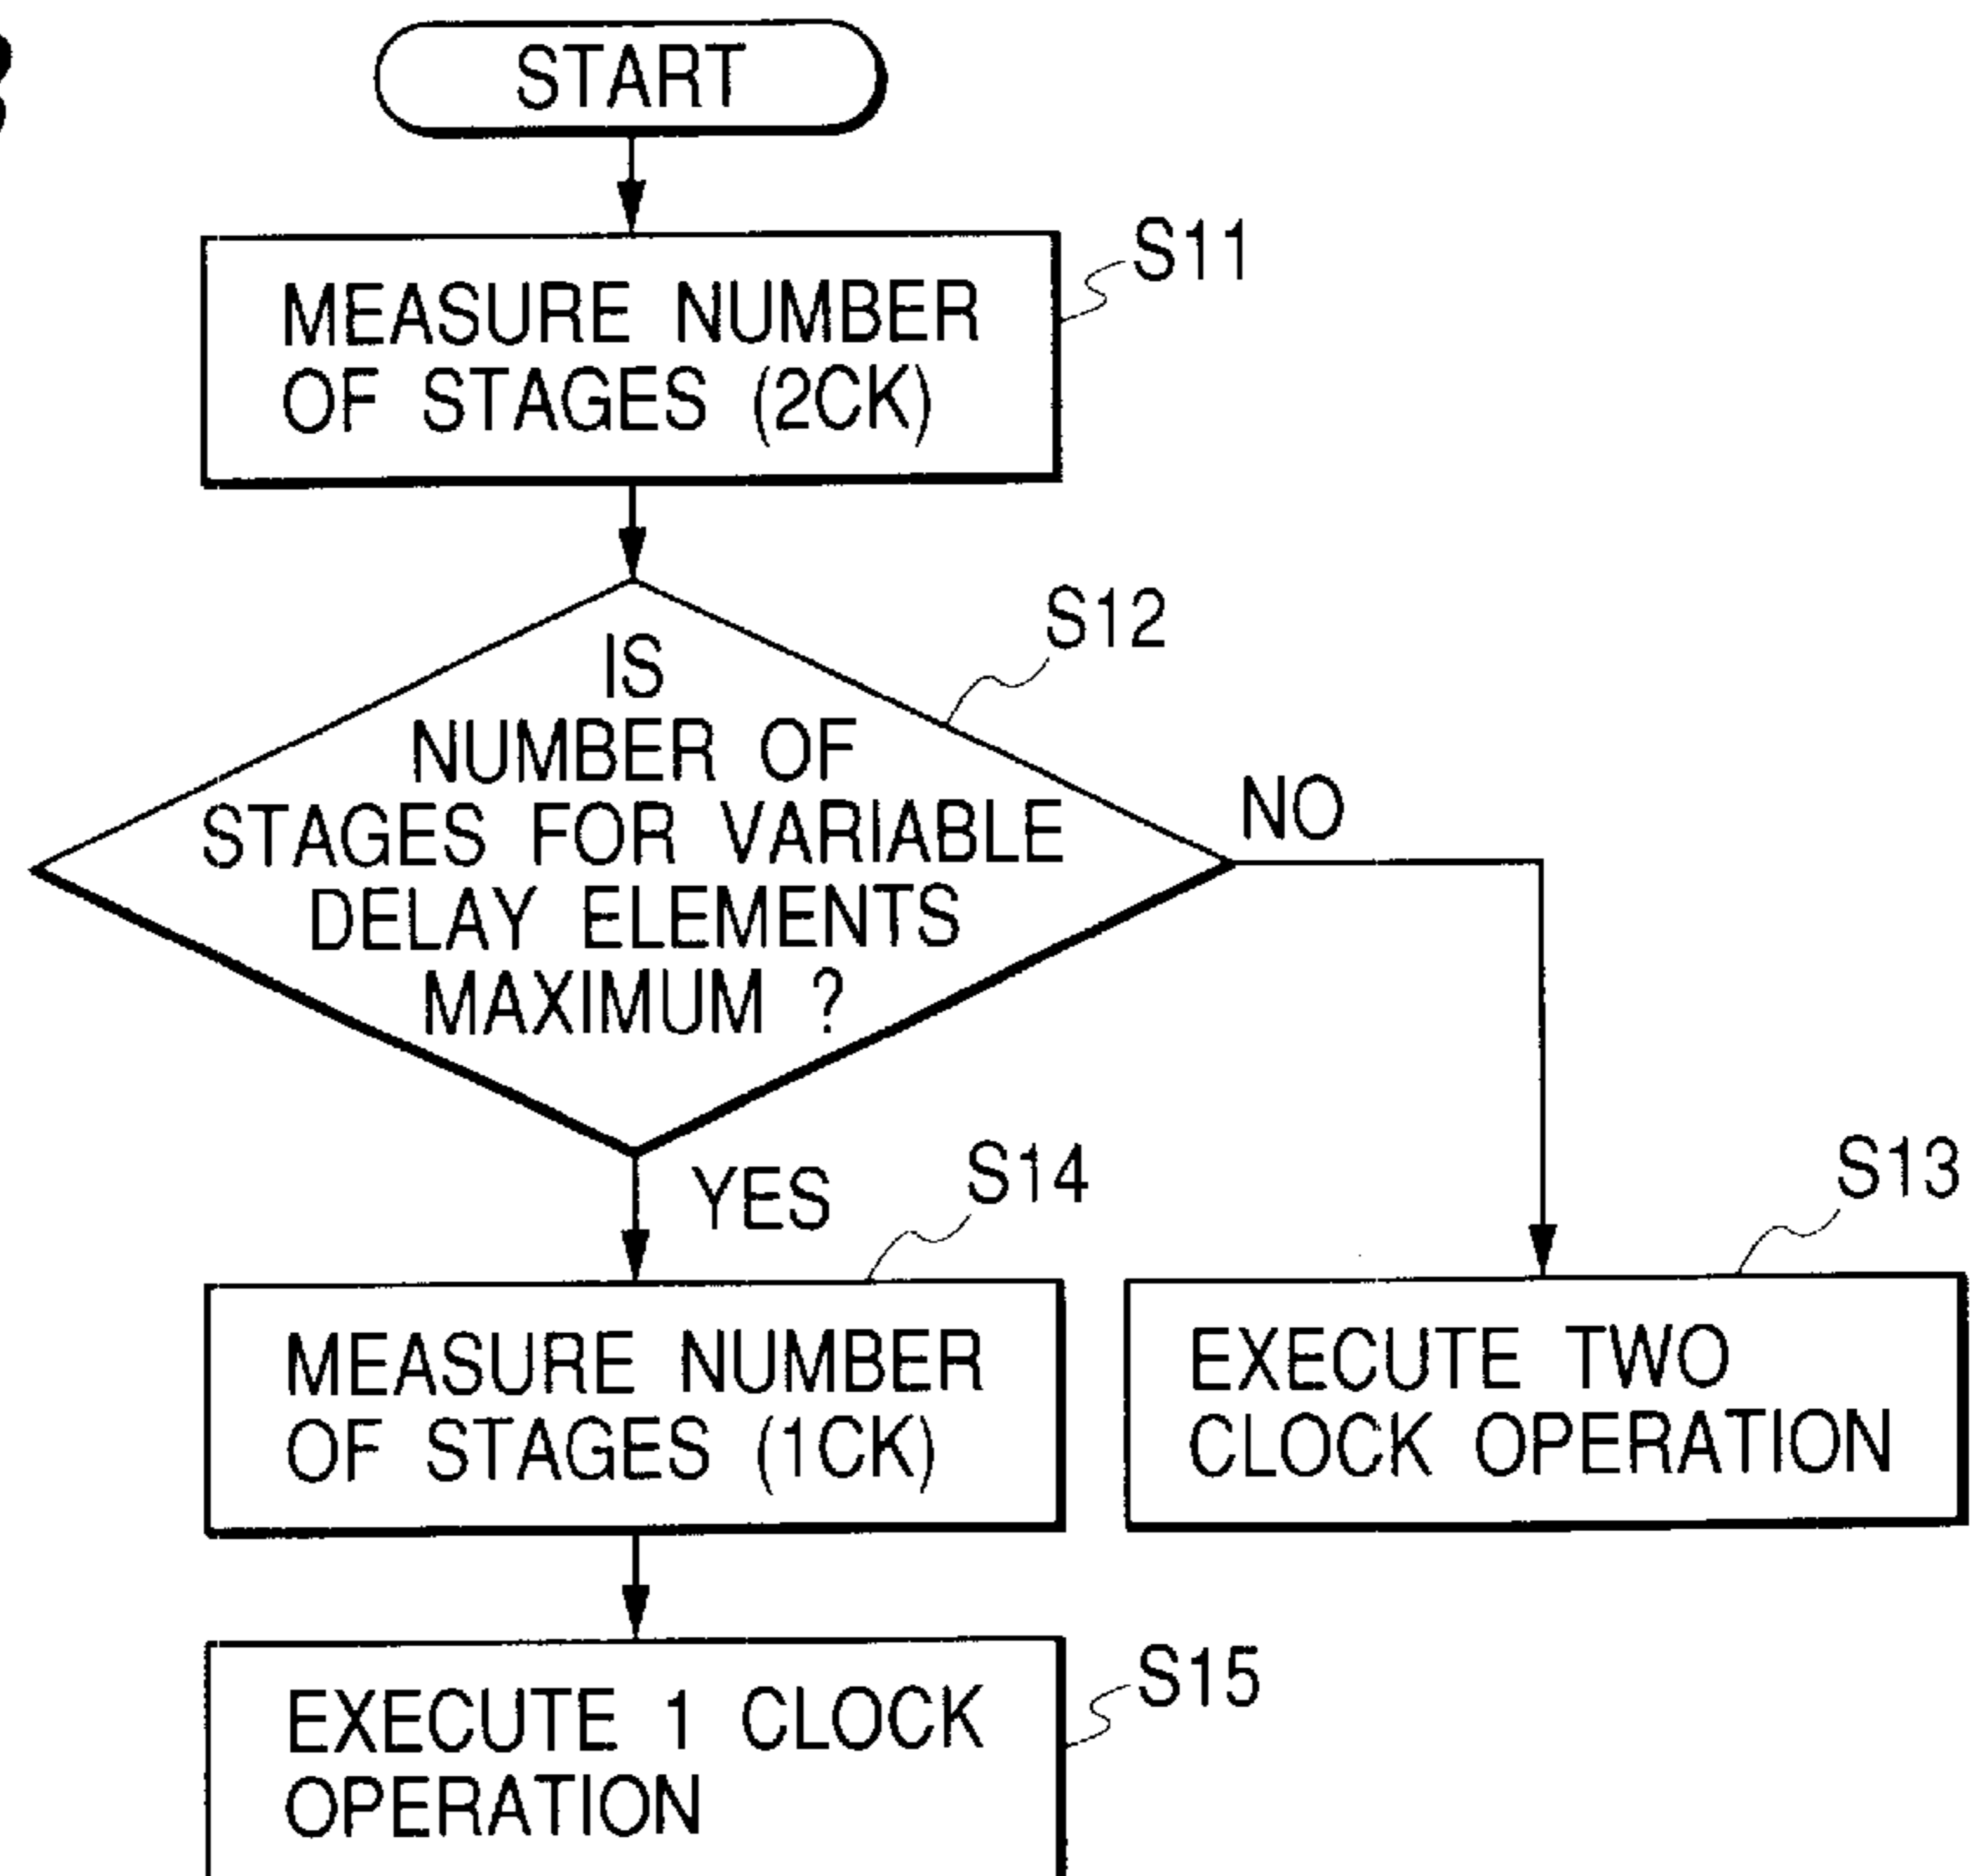 START
S11
MEASURE NUMBER
OF STAGES (2CK)
S12
IS
NUMBER OF
STAGES FOR VARIABLE
DELAY ELEMENTS
MAXIMUM ?
NO
YES
S14
S13
MEASURE NUMBER
OF STAGES (1CK)
EXECUTE TWO
CLOCK OPERATION
S15
EXECUTE 1 CLOCK
OPERATION